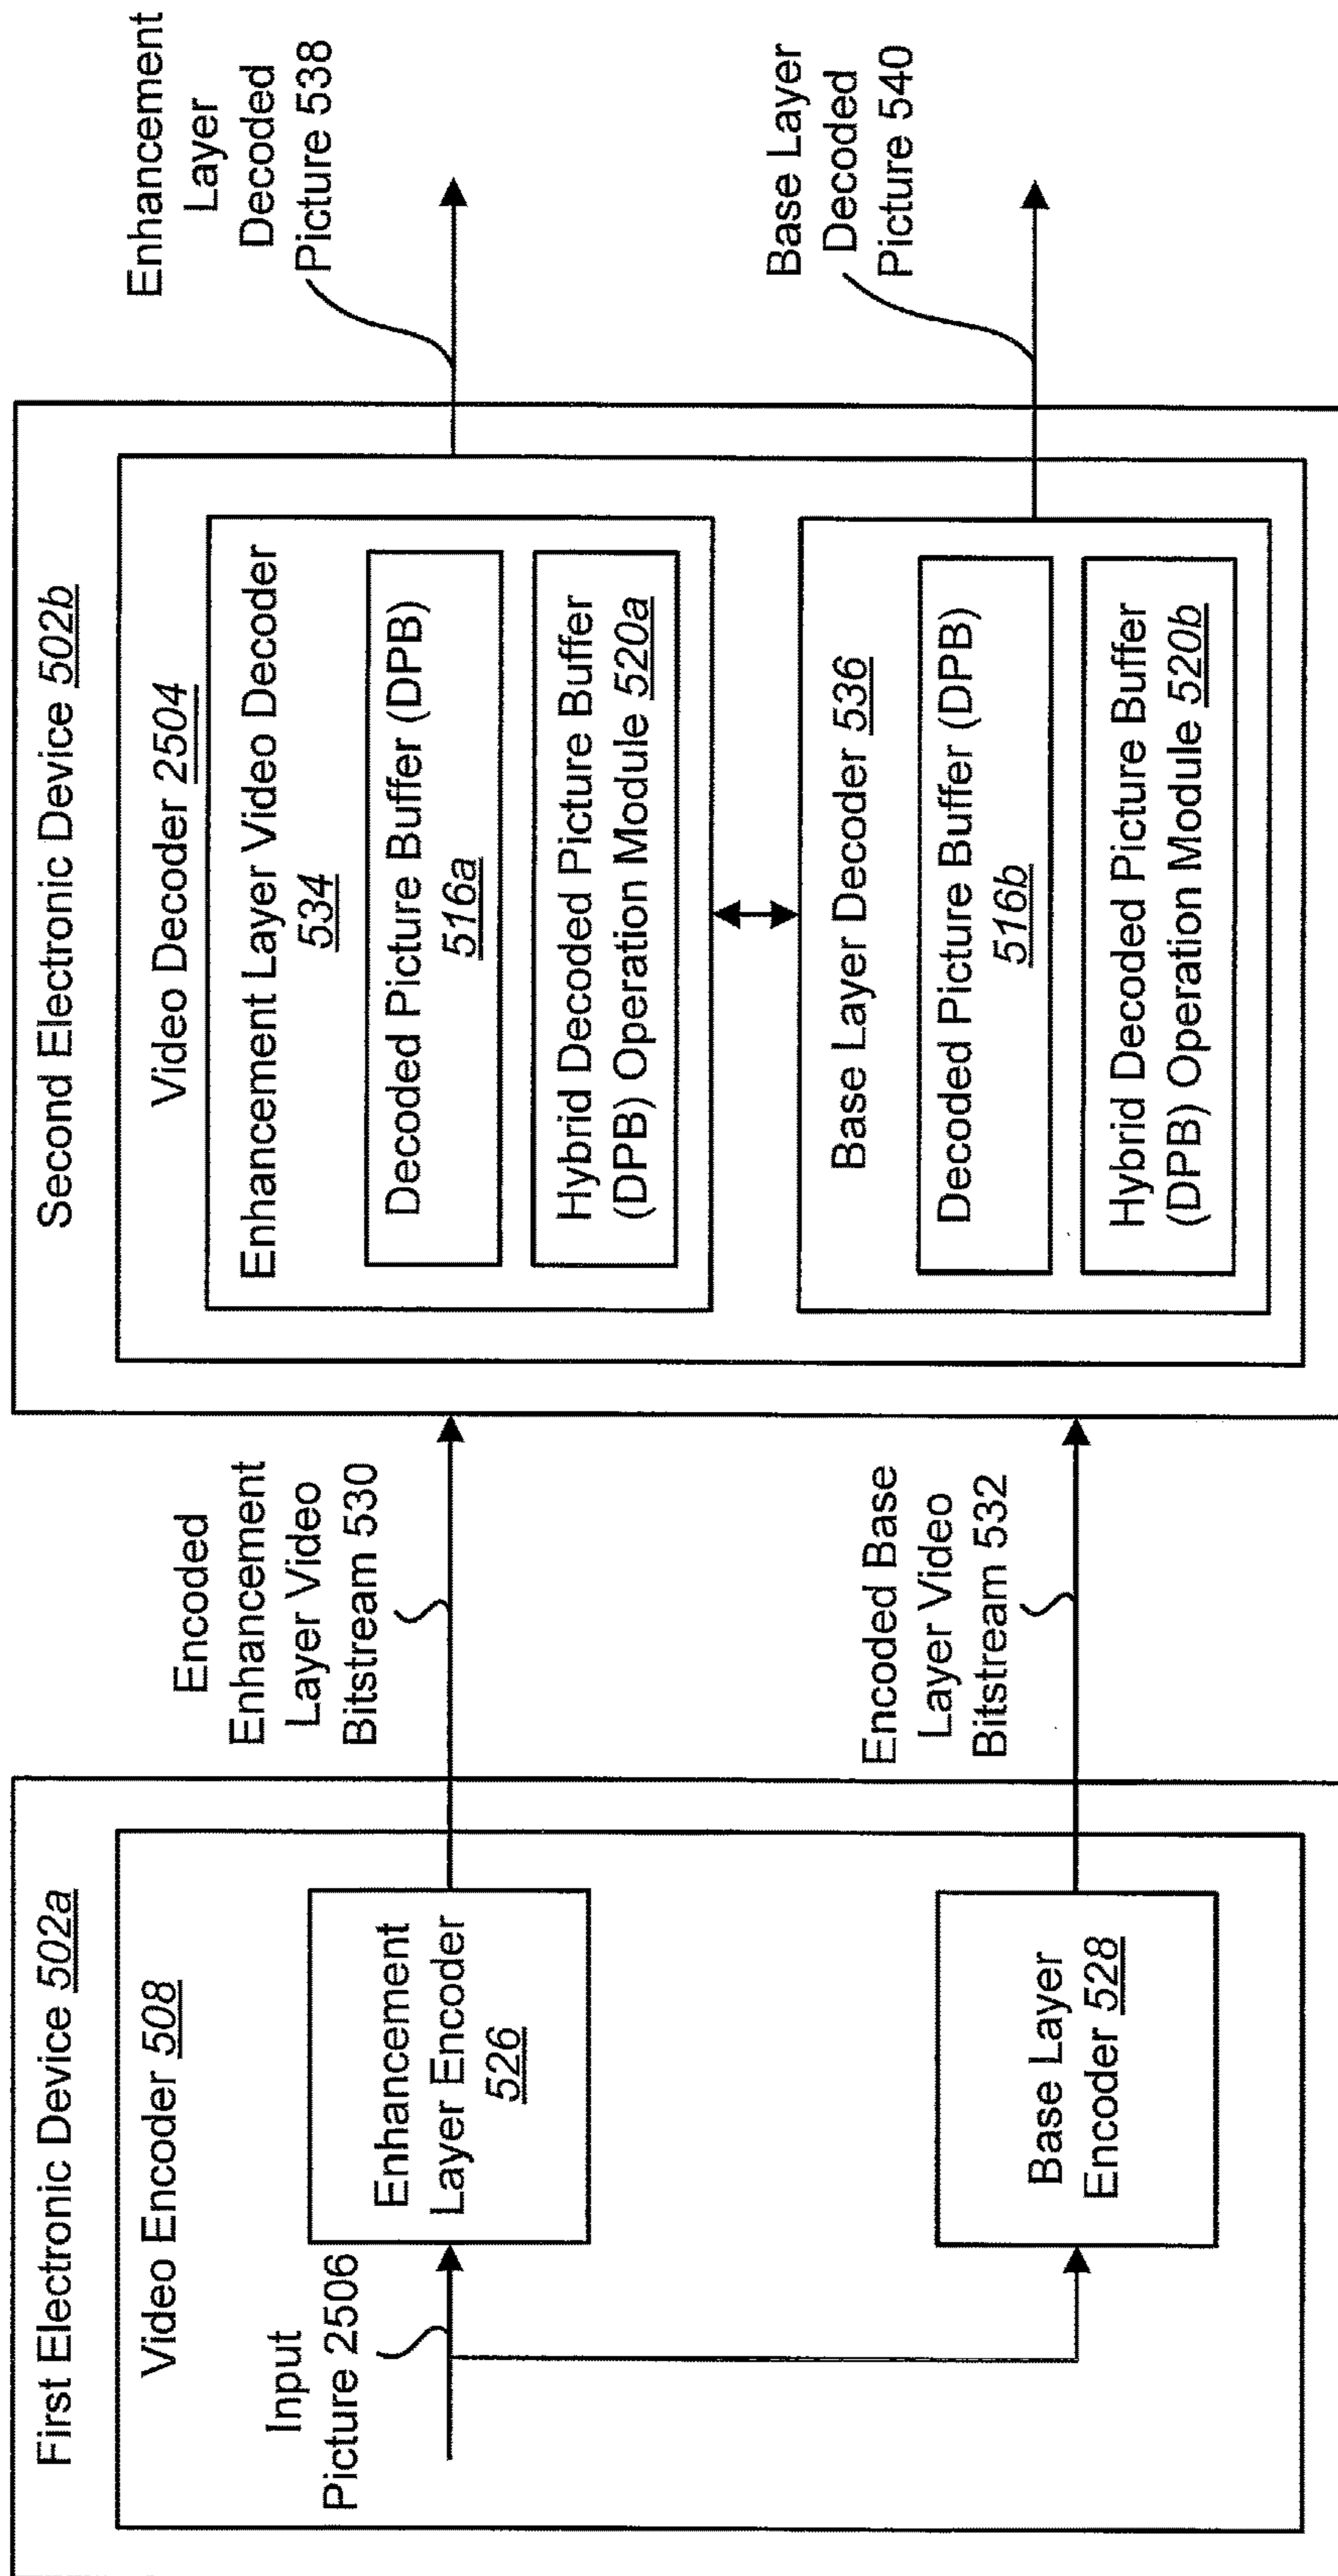 First Electronic Device 502a
Video Encoder 508
Input
Picture 2506
Enhancement
Layer Encoder
526
Base Layer
Encoder 528
Encoded
Enhancement
Layer Video
Bitstream 530
Encoded Base
Layer Video
Bitstream 532
Second Electronic Device 502b
Video Decoder 2504
Enhancement Layer Video Decoder
534
Decoded Picture Buffer (DPB)
516a
Hybrid Decoded Picture Buffer
(DPB) Operation Module 520a
Base Layer Decoder 536
Decoded Picture Buffer (DPB)
516b
Hybrid Decoded Picture Buffer
(DPB) Operation Module 520b
Enhancement
Layer
Decoded
Picture 538
Base Layer
Decoded
Picture 540